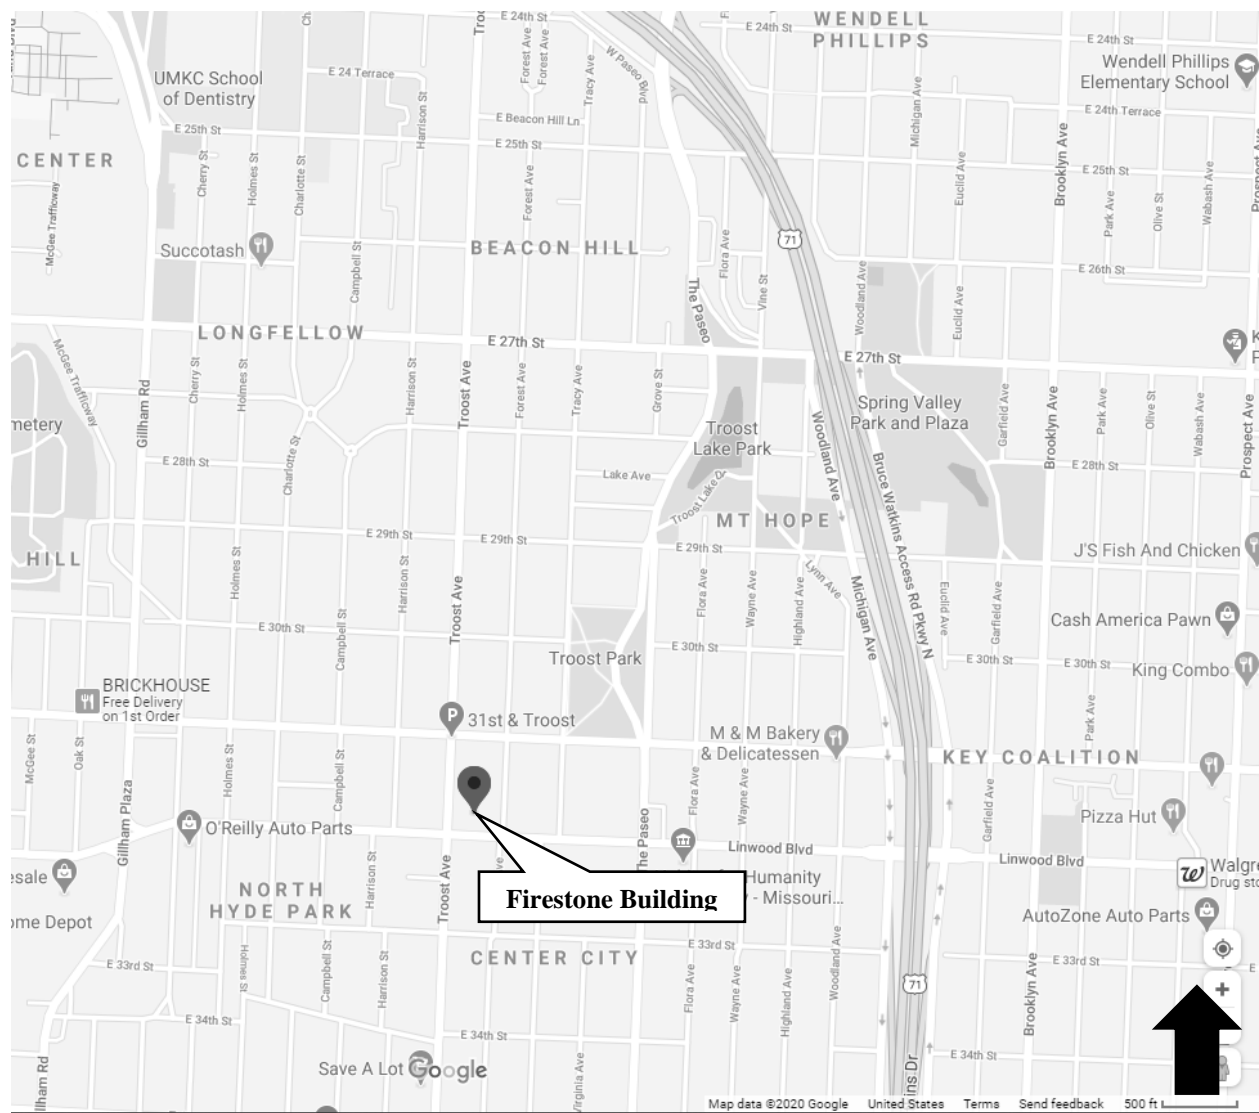 E 24th St
WENDELL
PHILLIPS
E 24th St
E 24th St
Wendell Phillips
Elementary School
UMKC School
of Dentistry
E 24 Terrace
Forest Ave
Forest Ave
W Paseo Blvd
Tracy Ave
Michigan Ave
E 24th Terrace
Harrison St
E Beacon Hill Ln
E 25th St
E 25th St
E 25th St
CENTER
Cherry St
Holmes St
Charlotte St
Forest Ave
Euclid Ave
Brooklyn Ave
Park Ave
Olive St
Wabash Ave
McGee Trafficway
Succotash
BEACON HILL
71
Flora Ave
Campbell St
Vine St
Woodland Ave
E 26th St
The Paseo
Euclid Ave
LONGFELLOW
E 27th St
E 27th St
McGee Trafficway
Gillham Rd
Cherry St
Holmes St
Harrison St
Troost Ave
Forest Ave
Tracy Ave
Grove St
Spring Valley
Park and Plaza
Garfield Ave
Brooklyn Ave
Park Ave
Olive St
Wabash Ave
Prospect Ave
metery
Troost
Lake Park
Woodland Ave
E 28th St
Charlotte St
Lake Ave
Bruce Watkins Access Rd
Pkwy N
E 28th St
Troost Lake Dr
MT HOPE
E 29th St
E 29th St
E 29th St
J'S Fish And Chicken
HILL
Holmes St
Harrison St
Troost Ave
Flora Ave
Wayne Ave
Highland Ave
Lynn Ave
Michigan Ave
Euclid Ave
Garfield Ave
Cash America Pawn
E 30th St
Campbell St
Troost Park
E 30th St
E 30th St
E 30th St
King Combo
BRICKHOUSE
Free Delivery
on 1st Order
P
31st & Troost
M & M Bakery
& Delicatessen
Park Ave
KEY COALITION
McGee St
Oak St
Gillham Plaza
Holmes St
Campbell St
Flora Ave
Wayne Ave
Garfield Ave
Pizza Hut
O'Reilly Auto Parts
The Paseo
Linwood Blvd
Linwood Blvd
Walgre
Drug sto
esale
Harrison St
Troost Ave
Firestone Building
Humanity
- Missouri...
NORTH
HYDE PARK
AutoZone Auto Parts
ome Depot
CENTER CITY
E 33rd St
E 33rd St
E 33rd St
Holmes St
Campbell St
Harrison St
Flora Ave
Wayne Ave
Highland Ave
Woodland Ave
71
Brooklyn Ave
E 34th St
E 34th St
E 34th St
Save A Lot
Google
Virginia Ave
Map data ©2020 Google United States Terms Send feedback 500 ft